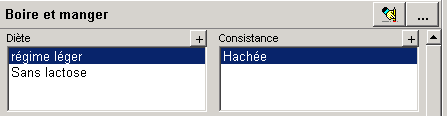 Boire et manger
...
Diète + Consistance +
régime léger Hachée
Sans lactose